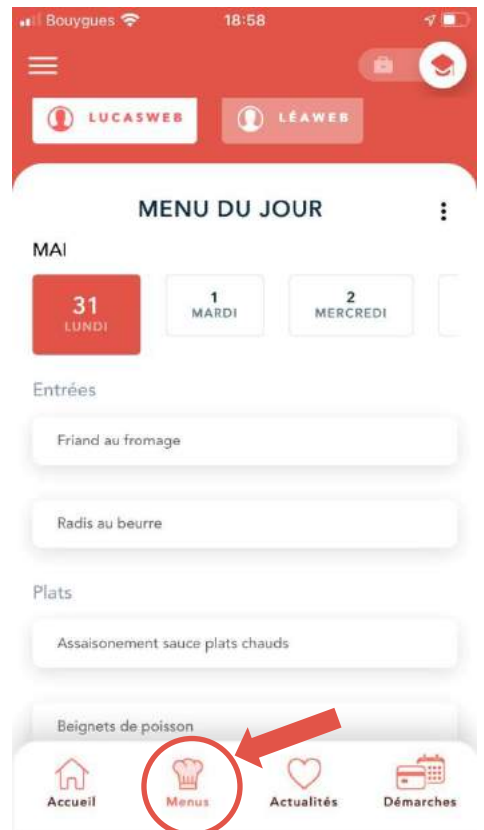 Bouygues 18:58
LUCASWEB LÉAWEB
MENU DU JOUR
MAI
31 1 2
LUNDI MARDI MERCREDI
Entrées
Friand au fromage
Radis au beurre
Plats
Assaisonement sauce plats chauds
Beignets de poisson
Accueil Menus Actualités Démarches